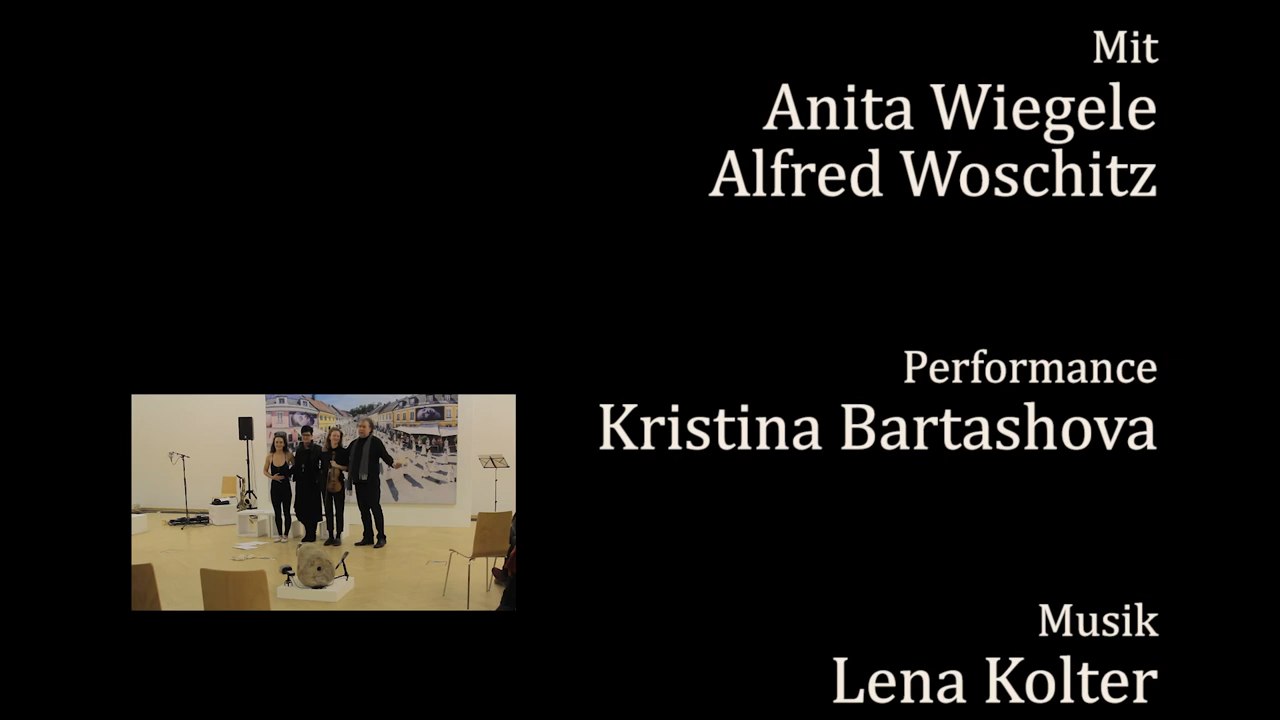 Mit
Anita Wiegele
Alfred Woschitz
Performance
Kristina Bartashova
Musik
Lena Kolter